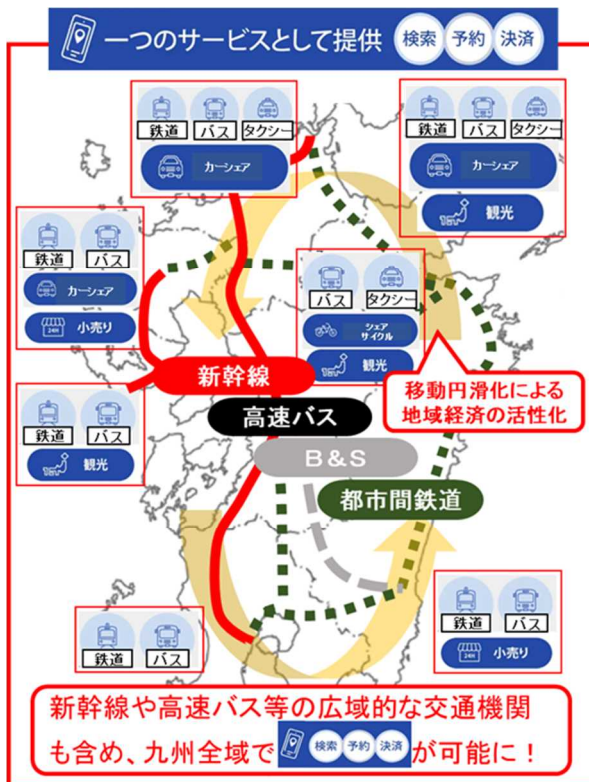 一つのサービスとして提供 検索 予約 決済
鉄道 バス タクシー
カーシェア
鉄道 バス タクシー
カーシェア
観光
鉄道 バス
カーシェア
24H 小売り
バス タクシー
シェア
サイクル
観光
新幹線
移動円滑化による
地域経済の活性化
高速バス
鉄道 バス
観光
B&S
都市間鉄道
鉄道 バス
鉄道 バス
24H 小売り
新幹線や高速バス等の広域的な交通機関
も含め、九州全域で 検索 予約 決済 が可能に！